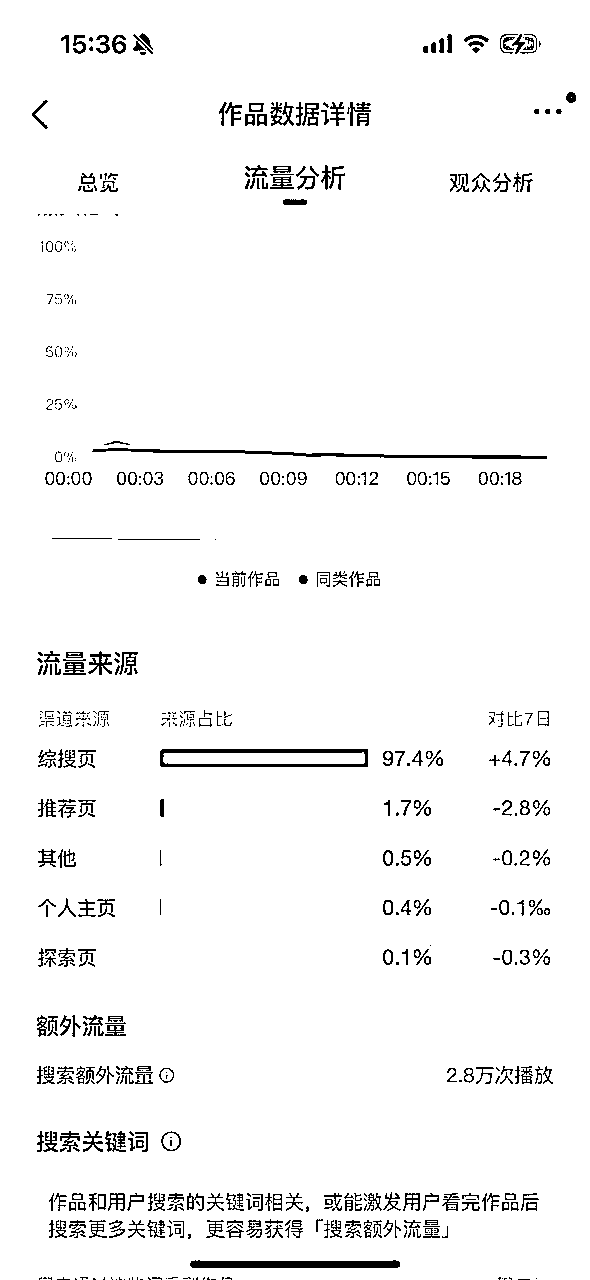 15:36
作品数据详情
总览 流量分析 观众分析
100%
75%
50%
25%
0%
00:00 00:03 00:06 00:09 00:12 00:15 00:18
当前作品 同类作品
流量来源
渠道来源 来源占比 对比7日
综搜页 97.4% +4.7%
推荐页 1.7% -2.8%
其他 0.5% -0.2%
个人主页 0.4% -0.1%
探索页 0.1% -0.3%
额外流量
搜索额外流量 2.8万次播放
搜索关键词
作品和用户搜索的关键词相关，或能激发用户看完作品后
搜索更多关键词，更容易获得「搜索额外流量」